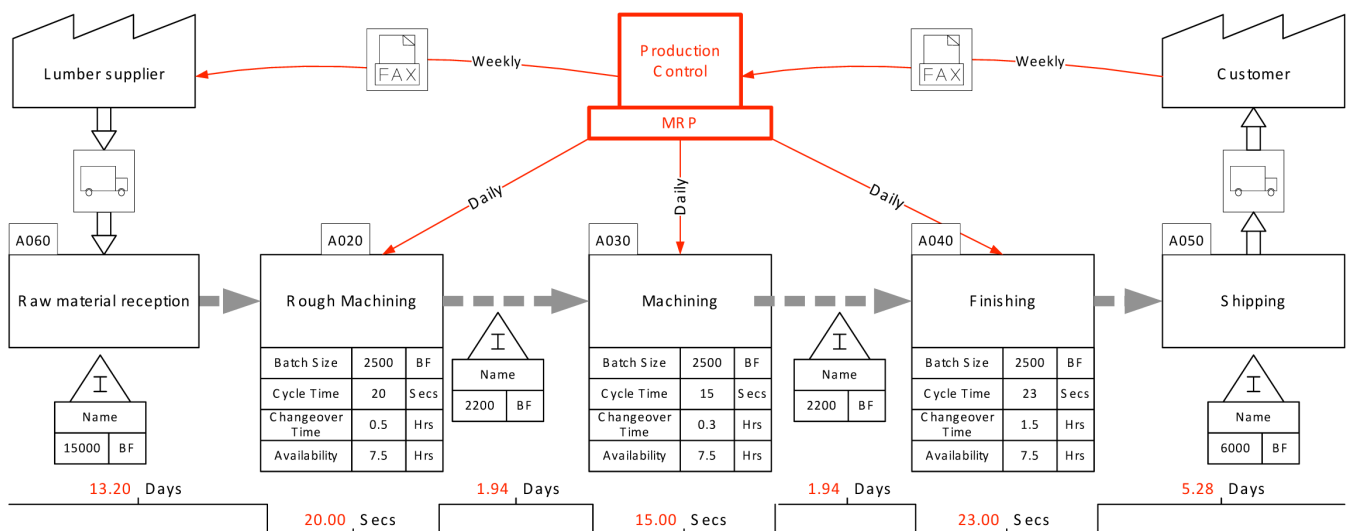 Lumber supplier
FAX
Weekly
Production
Control
MRP
FAX
Weekly
Customer
Daily
Daily
Daily
A060
Raw material reception
A020
Rough Machining
A030
Machining
A040
Finishing
A050
Shipping
I
Name
15000 BF
Batch Size 2500 BF
Cycle Time 20 Secs
Changeover
Time 0.5 Hrs
Availability 7.5 Hrs
I
Name
2200 BF
Batch Size 2500 BF
Cycle Time 15 Secs
Changeover
Time 0.3 Hrs
Availability 7.5 Hrs
I
Name
2200 BF
Batch Size 2500 BF
Cycle Time 23 Secs
Changeover
Time 1.5 Hrs
Availability 7.5 Hrs
I
Name
6000 BF
13.20 Days
20.00 Secs
1.94 Days
15.00 Secs
1.94 Days
23.00 Secs
5.28 Days